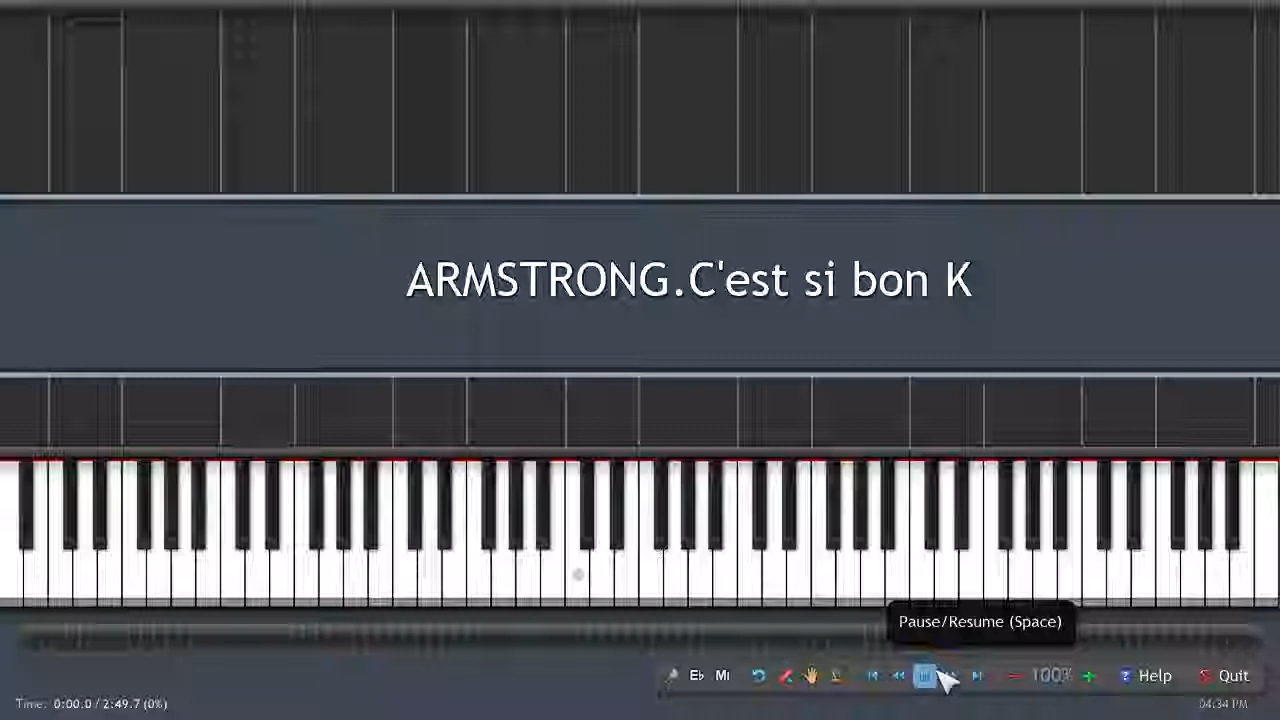 ARMSTRONG.C'est si bon K
Pause/Resume (Space)
Eb Mi 100% Help Quit
Time: 0:00.0 / 2:49.7 (0%)
04:34 PM